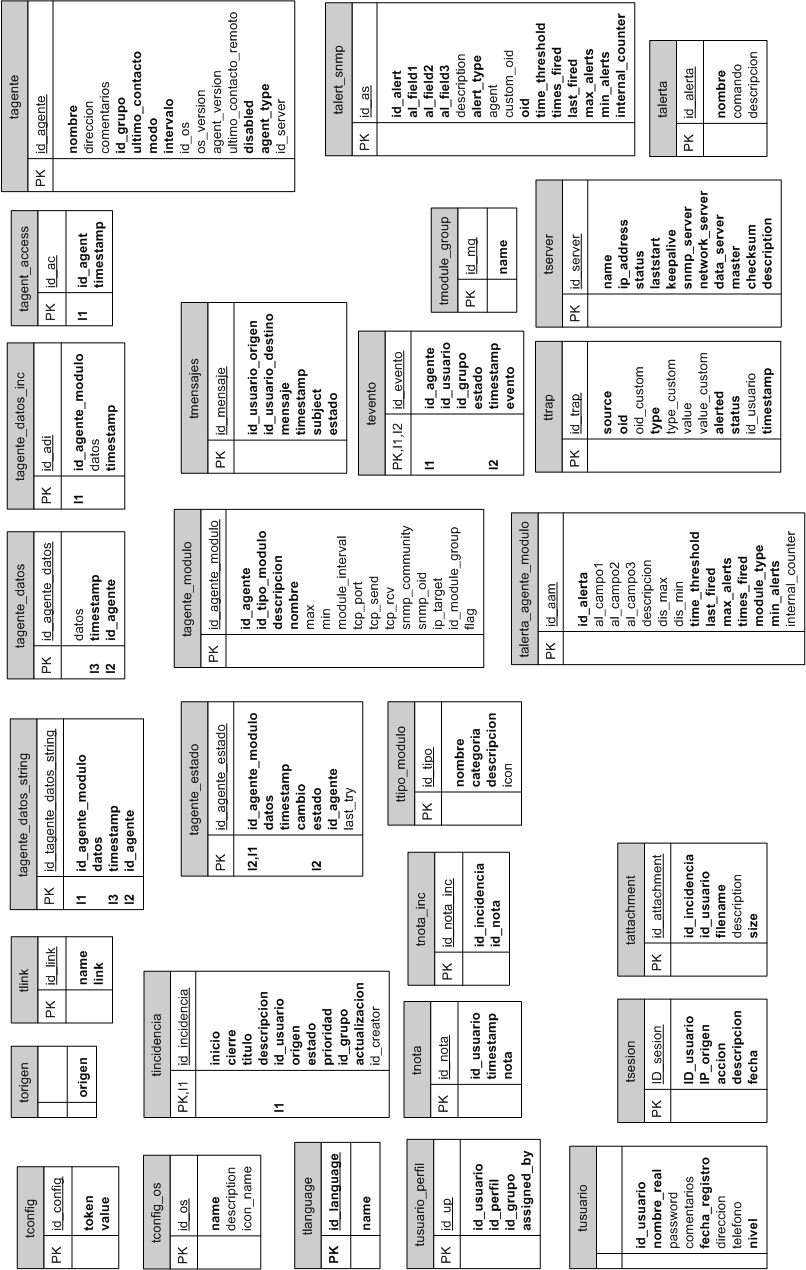 tconfig
PK id_config
token
value
torigen
origen
tlink
PK id_link
name
link
tagente_datos_string
PK id_tagente_datos_string
I1 id_agente_modulo
datos
I3 timestamp
I2 id_agente
tagente_datos
PK id_agente_datos
datos
I3 timestamp
I2 id_agente
tagente_datos_inc
PK id_adi
I1 id_agente_modulo
datos
timestamp
tagent_access
PK id_ac
I1 id_agent
timestamp
tagente
PK id_agente
nombre
direccion
comentarios
id_grupo
ultimo_contacto
modo
intervalo
id_os
os_version
agent_version
ultimo_contacto_remoto
disabled
agent_type
id_server
tconfig_os
PK id_os
name
description
icon_name
tincidencia
PK,I1 id_incidencia
inicio
cierre
titulo
descripcion
I1 id_usuario
origen
estado
prioridad
id_grupo
actualizacion
id_creator
tagente_estado
PK id_agente_estado
I2,I1 id_agente_modulo
datos
timestamp
cambio
I2 estado
id_agente
last_try
tagente_modulo
PK id_agente_modulo
id_agente
id_tipo_modulo
descripcion
nombre
max
min
module_interval
tcp_port
tcp_send
tcp_rcv
snmp_community
snmp_oid
ip_target
id_module_group
flag
tmensajes
PK id_mensaje
id_usuario_origen
id_usuario_destino
mensaje
timestamp
subject
estado
tlanguage
PK id_language
name
tusuario_perfil
PK id_up
id_usuario
id_perfil
id_grupo
assigned_by
tnota
PK id_nota
id_usuario
timestamp
nota
tnota_inc
PK id_nota_inc
id_incidencia
id_nota
ttipo_modulo
PK id_tipo
nombre
categoria
descripcion
icon
tevento
PK,I1,I2 id_evento
I1 id_agente
id_usuario
id_grupo
estado
I2 timestamp
evento
tmodule_group
PK id_mg
name
talert_snmp
PK id_as
id_alert
al_field1
al_field2
al_field3
description
alert_type
agent
custom_oid
oid
time_threshold
times_fired
last_fired
max_alerts
min_alerts
internal_counter
tusuario
id_usuario
nombre_real
password
comentarios
fecha_registro
direccion
telefono
nivel
tsesion
PK ID_sesion
ID_usuario
IP_origen
accion
descripcion
fecha
tattachment
PK id_attachment
id_incidencia
id_usuario
filename
description
size
talerta_agente_modulo
PK id_aam
id_alerta
al_campo1
al_campo2
al_campo3
descripcion
dis_max
dis_min
time_threshold
last_fired
max_alerts
times_fired
module_type
min_alerts
internal_counter
ttrap
PK id_trap
source
oid
oid_custom
type
type_custom
value
value_custom
alerted
status
id_usuario
timestamp
tserver
PK id_server
name
ip_address
status
laststart
keepalive
snmp_server
network_server
data_server
master
checksum
description
talerta
PK id_alerta
nombre
comando
descripcion